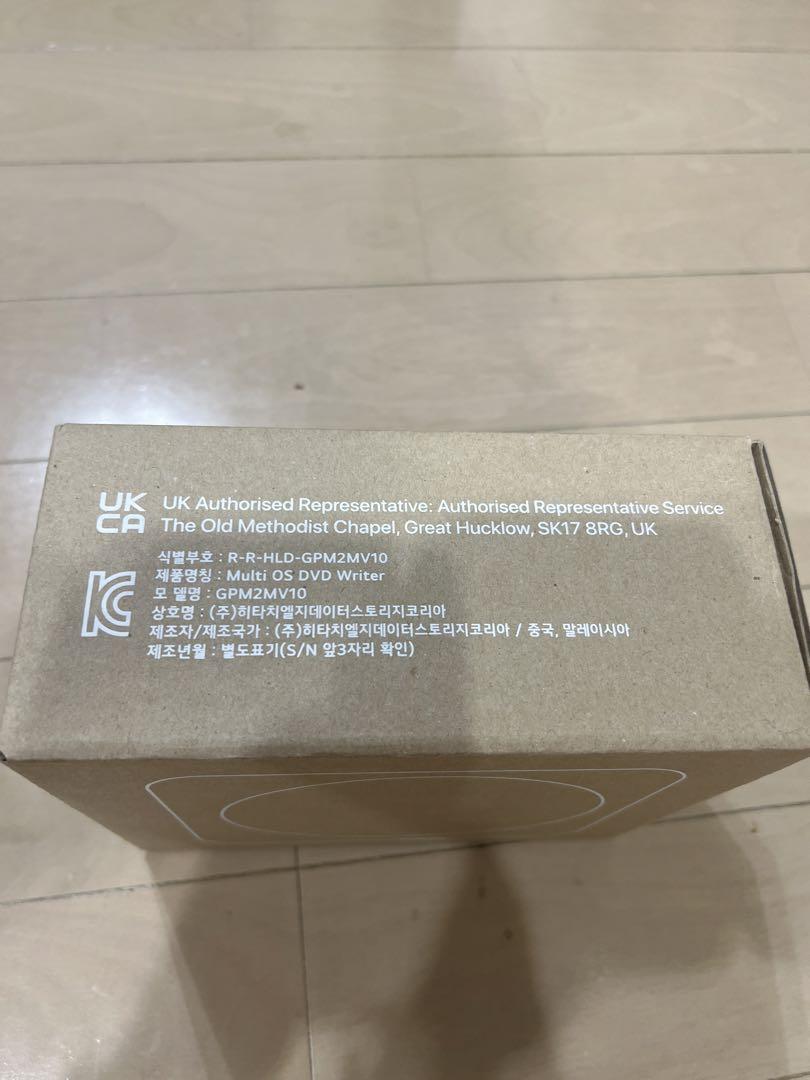 UK CA
UK Authorised Representative: Authorised Representative Service
The Old Methodist Chapel, Great Hucklow, SK17 8RG, UK
식별부호 : R-R-HLD-GPM2MV10
제품명칭 : Multi OS DVD Writer
모 델명 : GPM2MV10
상호명 : (주)히타치엘지데이터스토리지코리아
제조자/제조국가 : (주)히타치엘지데이터스토리지코리아 / 중국, 말레이시아
제조년월 : 별도표기(S/N 앞3자리 확인)